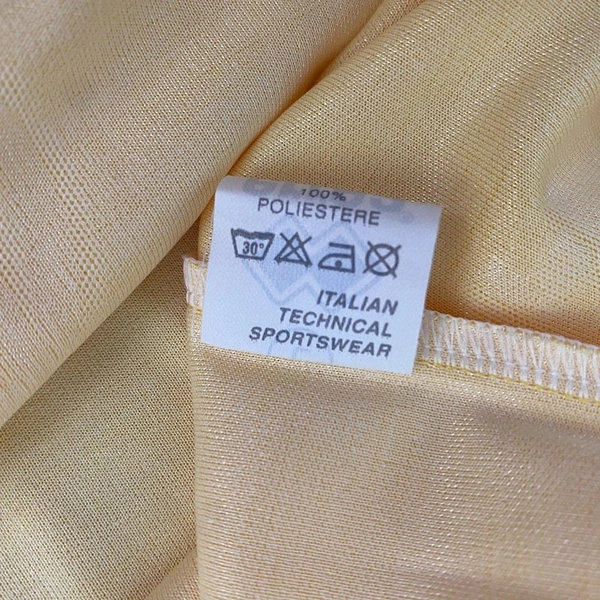 100%
POLIESTERE
30°
ITALIAN
TECHNICAL
SPORTSWEAR